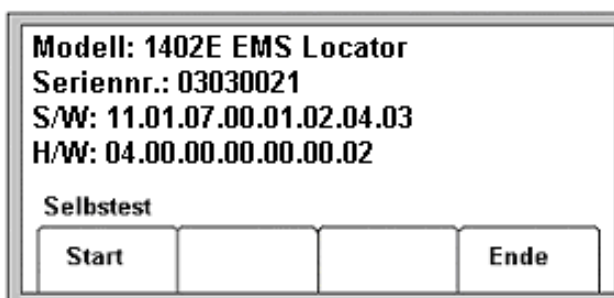 Modell: 1402E EMS Locator
Seriennr.: 03030021
S/W: 11.01.07.00.01.02.04.03
H/W: 04.00.00.00.00.00.02
Selbstest
Start Ende